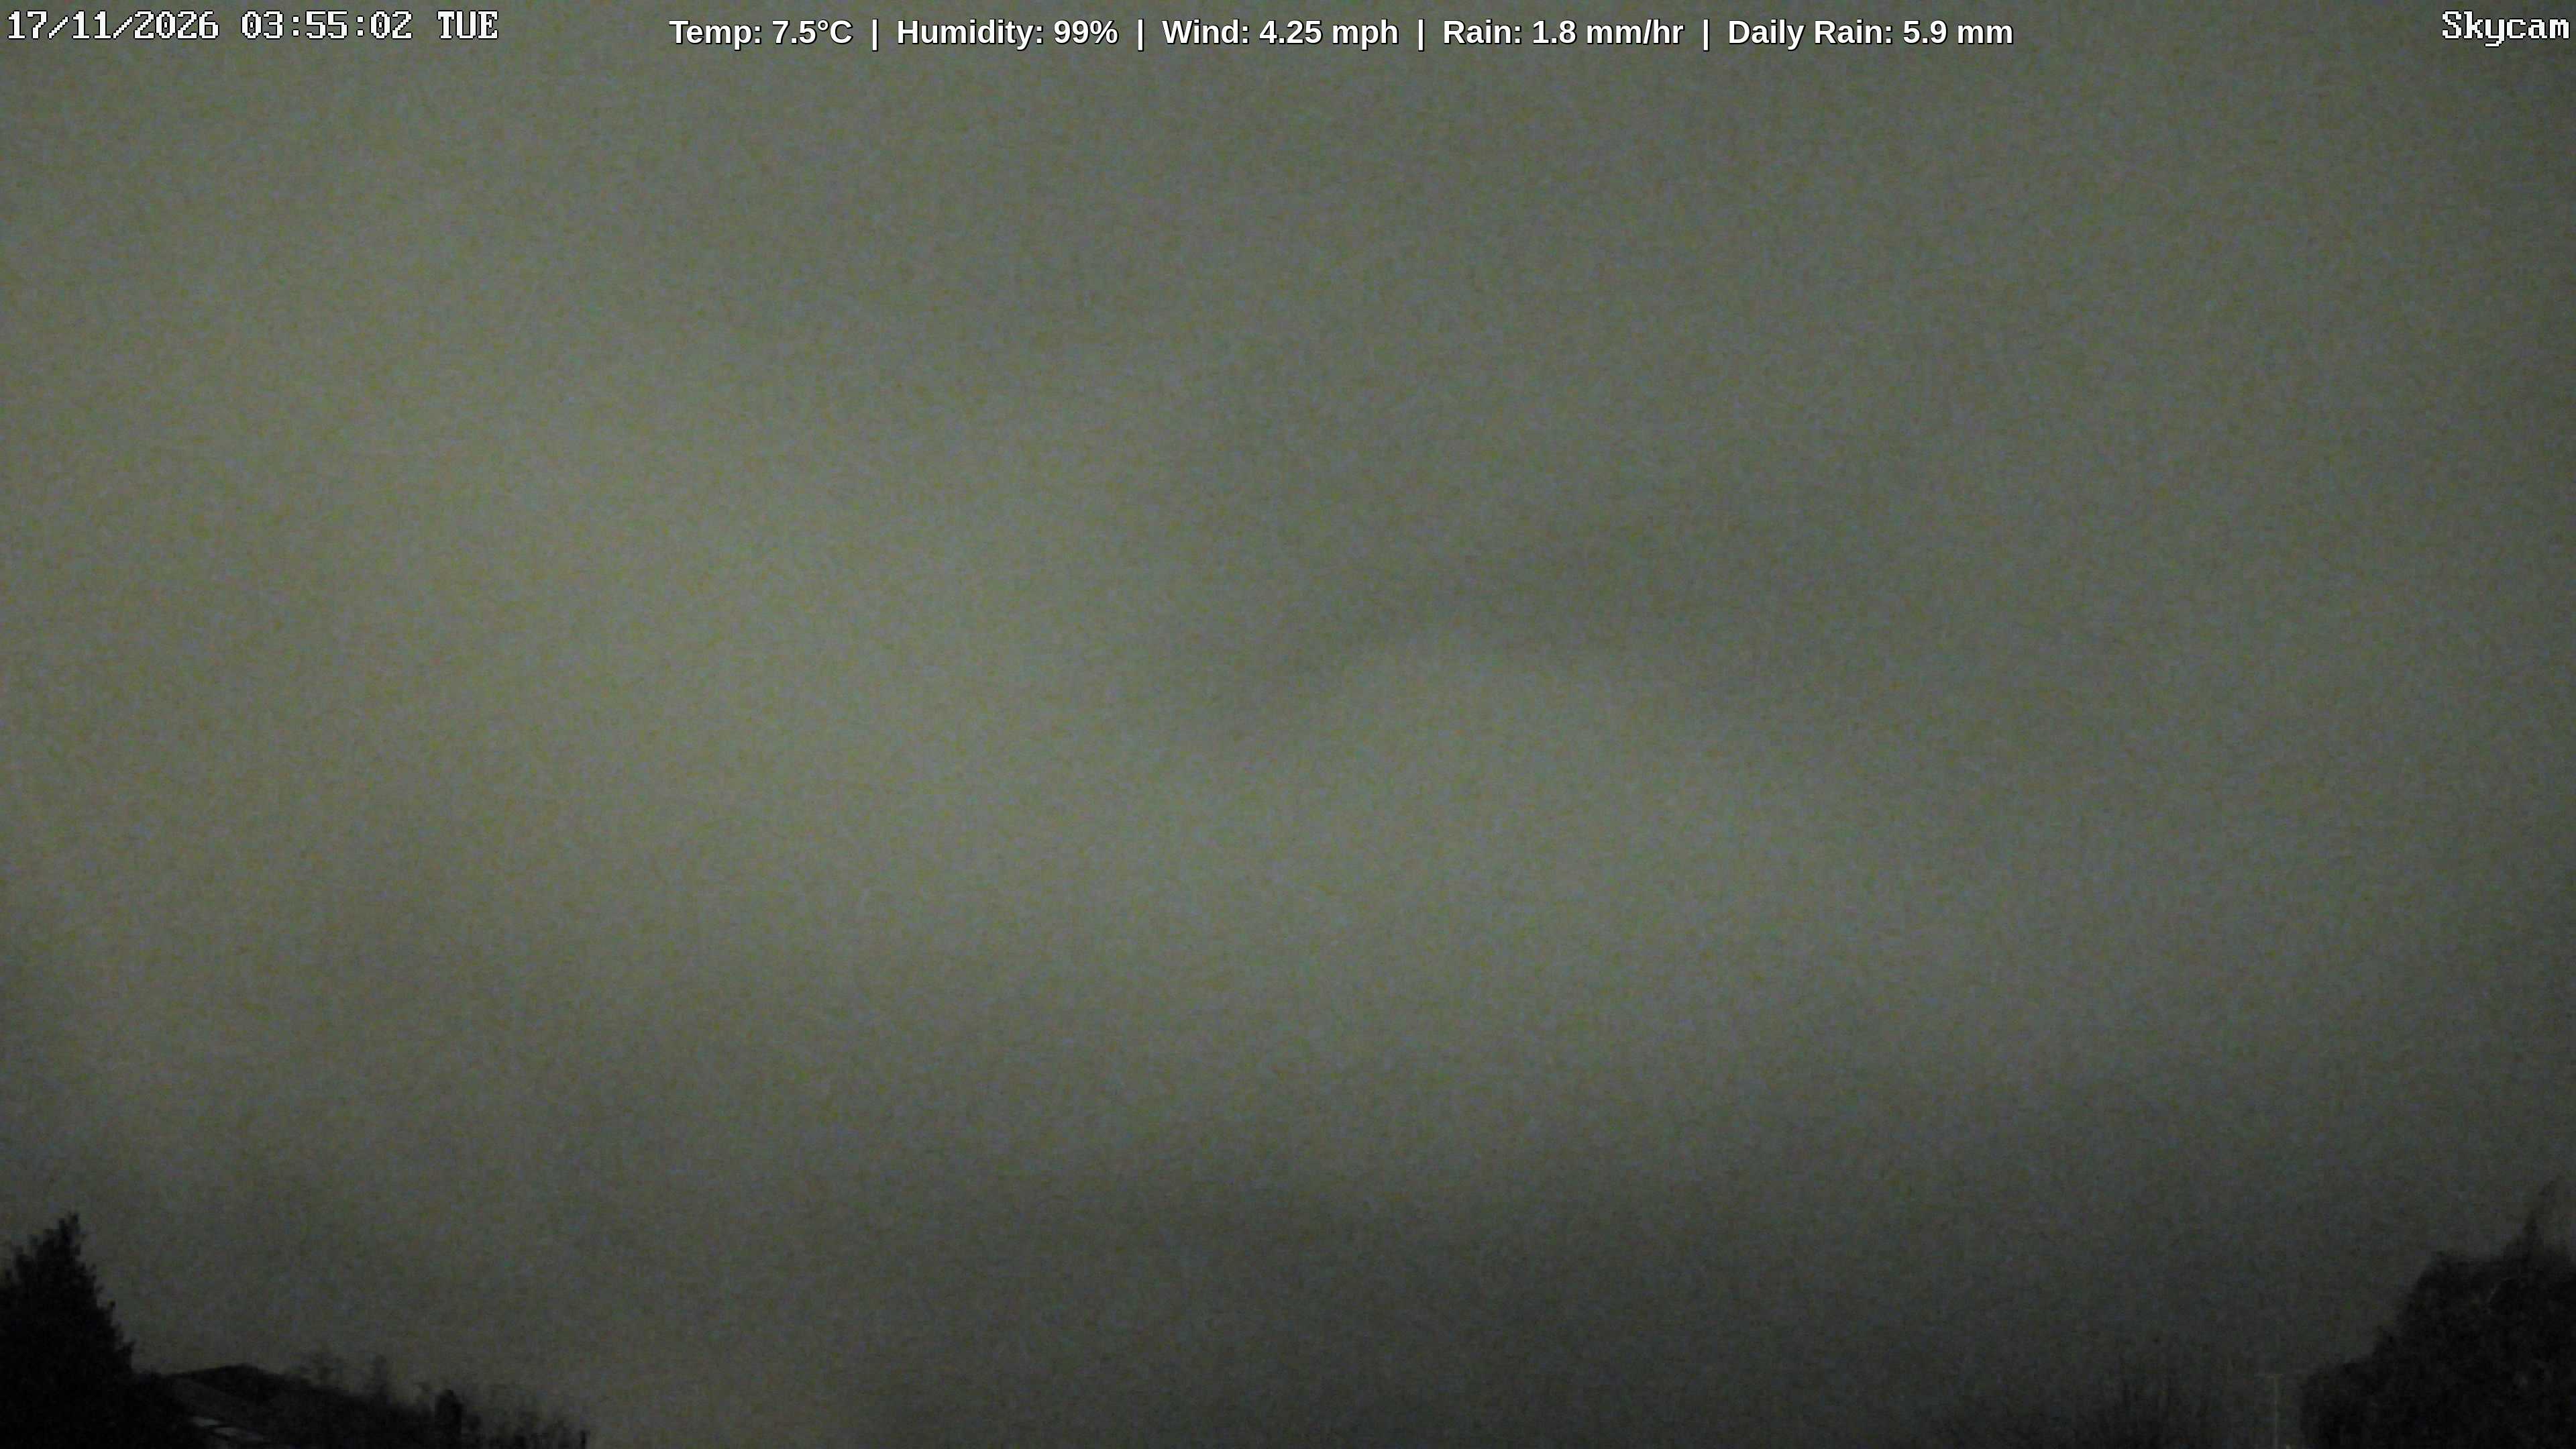 17/11/2026 03:55:02 TUE
Temp: 7.5°C | Humidity: 99% | Wind: 4.25 mph | Rain: 1.8 mm/hr | Daily Rain: 5.9 mm
Skycam